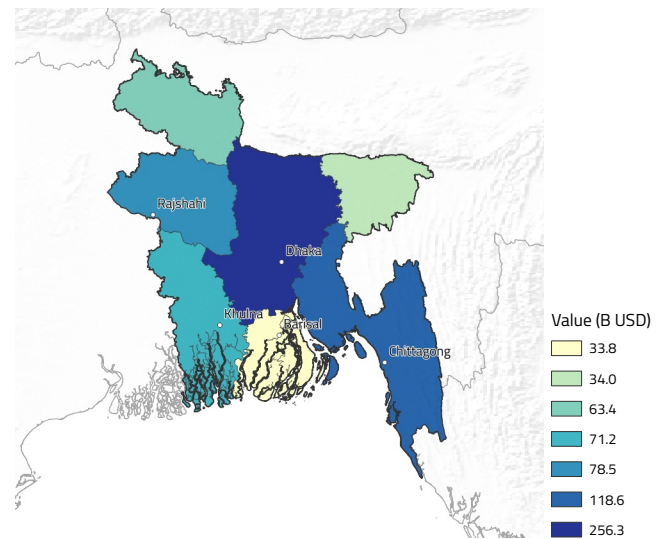 Rajshahi
Dhaka
Khulna
Barisal
Chittagong
Value (B USD)
33.8
34.0
63.4
71.2
78.5
118.6
256.3